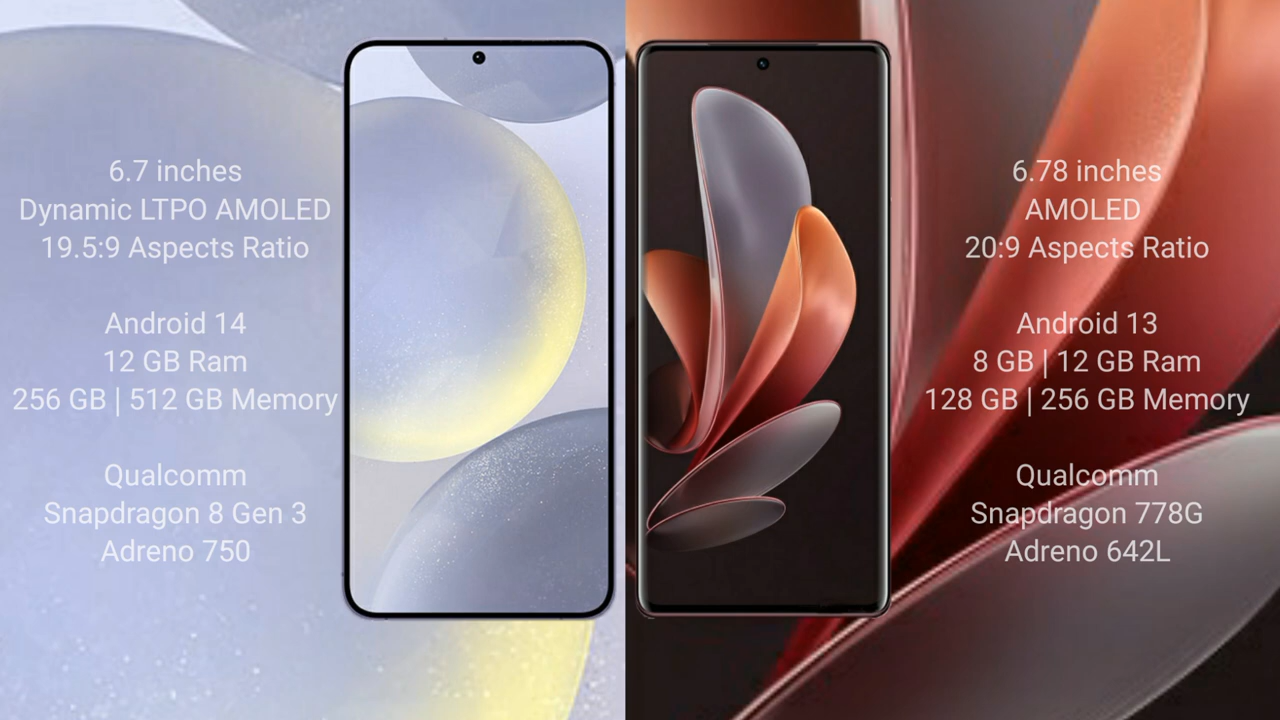 6.7 inches
Dynamic LTPO AMOLED
19.5:9 Aspects Ratio
Android 14
12 GB Ram
256 GB | 512 GB Memory
Qualcomm
Snapdragon 8 Gen 3
Adreno 750
6.78 inches
AMOLED
20:9 Aspects Ratio
Android 13
8 GB | 12 GB Ram
128 GB | 256 GB Memory
Qualcomm
Snapdragon 778G
Adreno 642L